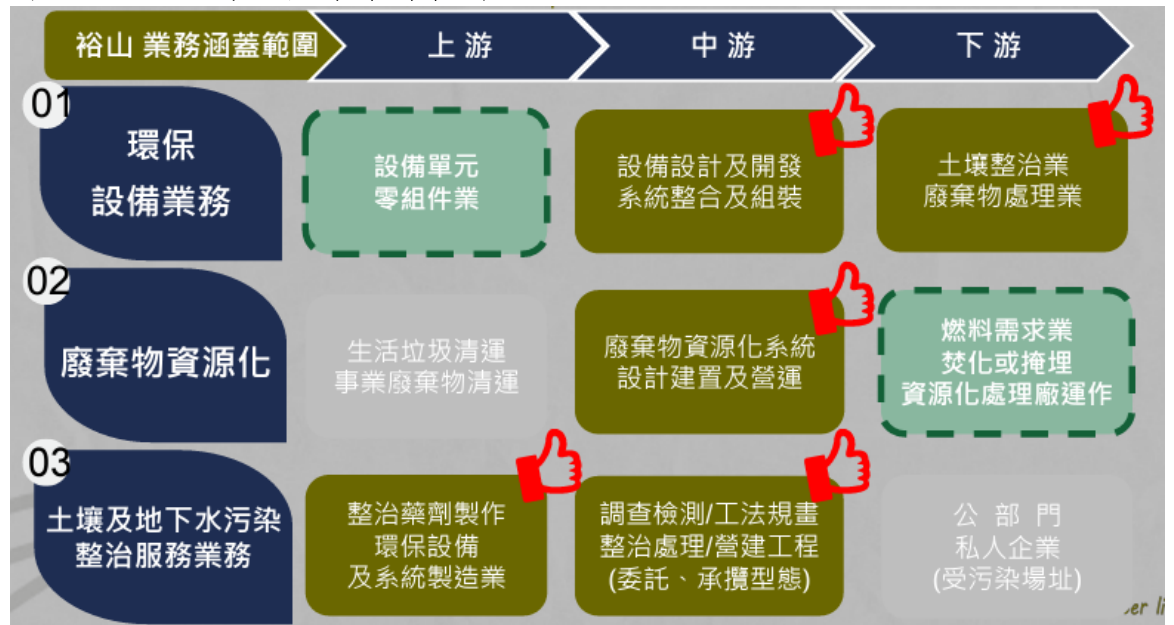 裕山 業務涵蓋範圍
上游
中游
下游
01
環保
設備業務
設備單元
零組件業
設備設計及開發
系統整合及組裝
土壤整治業
廢棄物處理業
02
廢棄物資源化
生活垃圾清運
事業廢棄物清運
廢棄物資源化系統
設計建置及營運
燃料需求業
焚化或掩埋
資源化處理廠運作
03
土壤及地下水污染
整治服務業務
整治藥劑製作
環保設備
及系統製造業
調查檢測/工法規畫
整治處理/營建工程
(委託、承攬型態)
公部門
私人企業
(受污染場址)